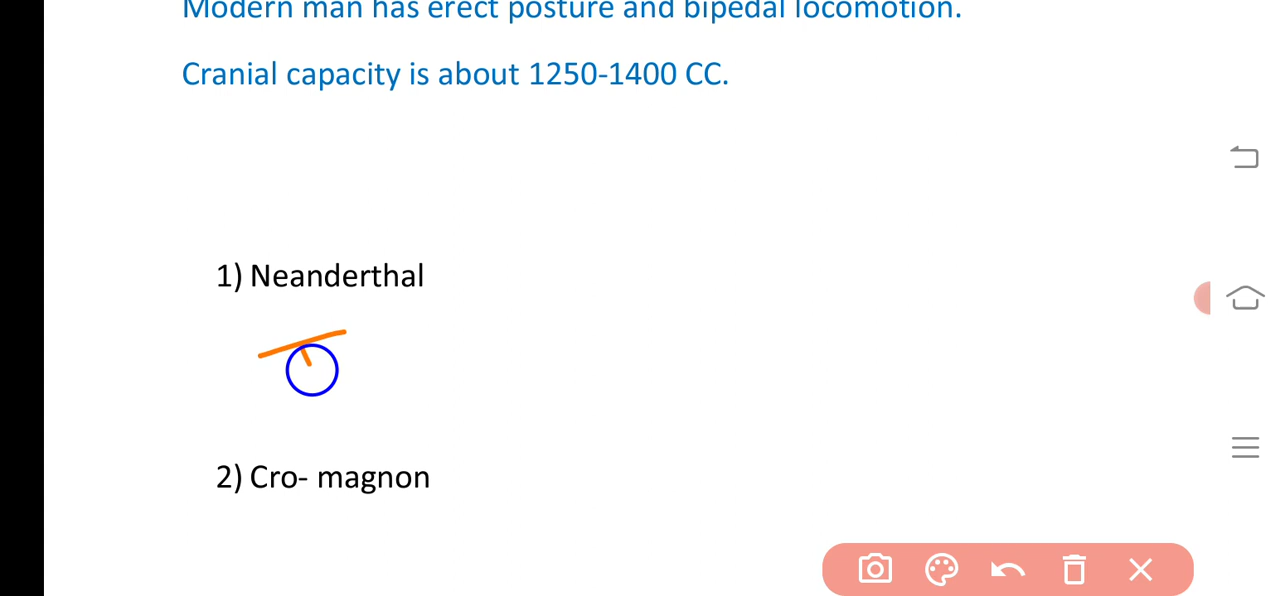 Modern man has erect posture and bipedal locomotion.
Cranial capacity is about 1250-1400 CC.
1) Neanderthal
2) Cro- magnon